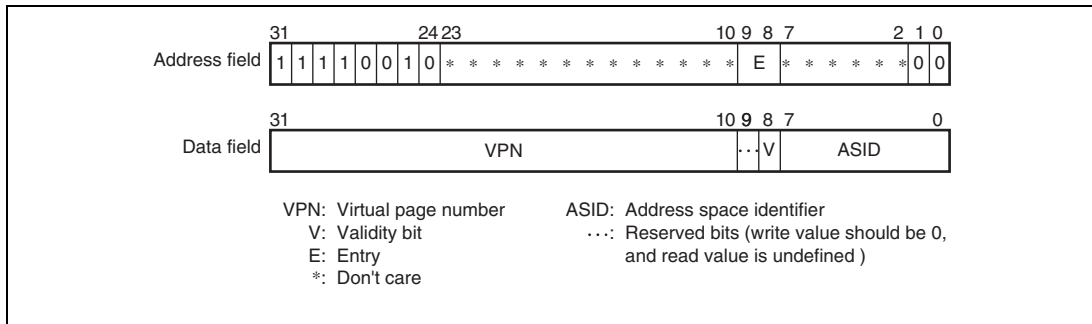 31 24 23 10 9 8 7 2 1 0
Address field 1 1 1 1 0 0 1 0 * * * * * * * * * * * * * * E * * * * * * 0 0
31 10 9 8 7 0
Data field VPN ··· V ASID
VPN: Virtual page number ASID: Address space identifier
V: Validity bit ···: Reserved bits (write value should be 0,
E: Entry and read value is undefined )
*: Don't care